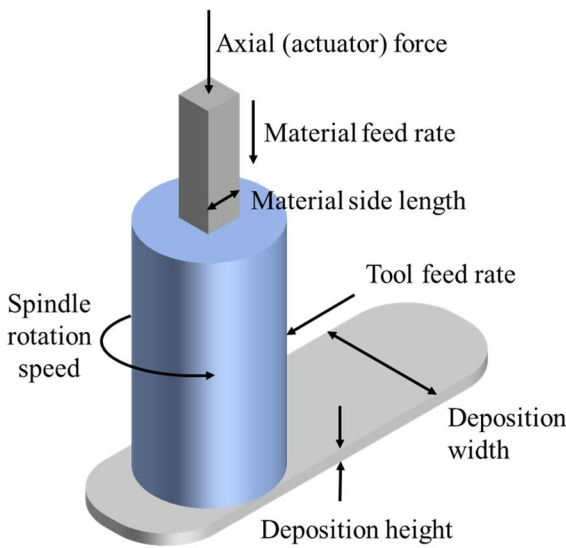 Axial (actuator) force
Material feed rate
Material side length
Tool feed rate
Spindle
rotation
speed
Deposition
width
Deposition height